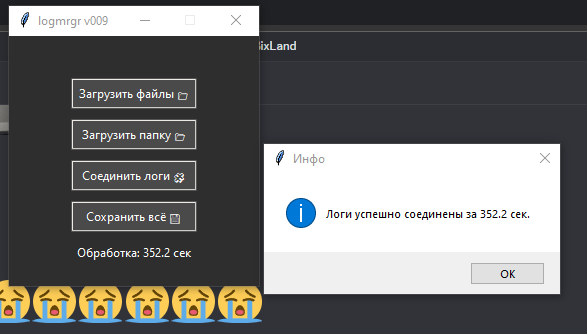 logmrgr v009
ixLand
Загрузить файлы
Загрузить папку
Соединить логи
Сохранить всё
Обработка: 352.2 сек
Инфо
Логи успешно соединены за 352.2 сек.
OK